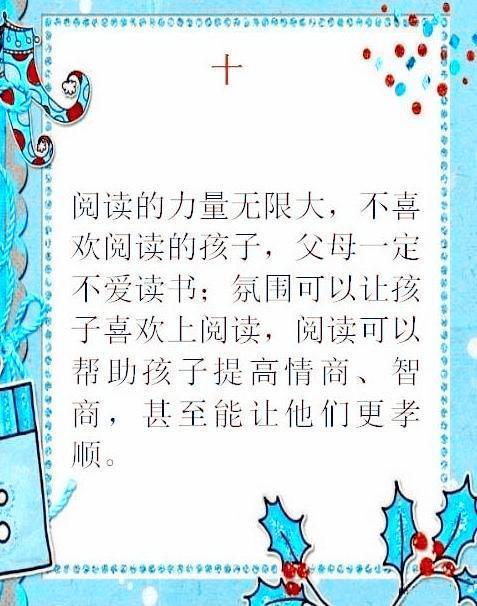 十
阅读的力量无限大，不喜
欢阅读的孩子，父母一定
不爱读书；氛围可以让孩
子喜欢上阅读，阅读可以
帮助孩子提高情商、智
商，甚至能让他们更孝
顺。